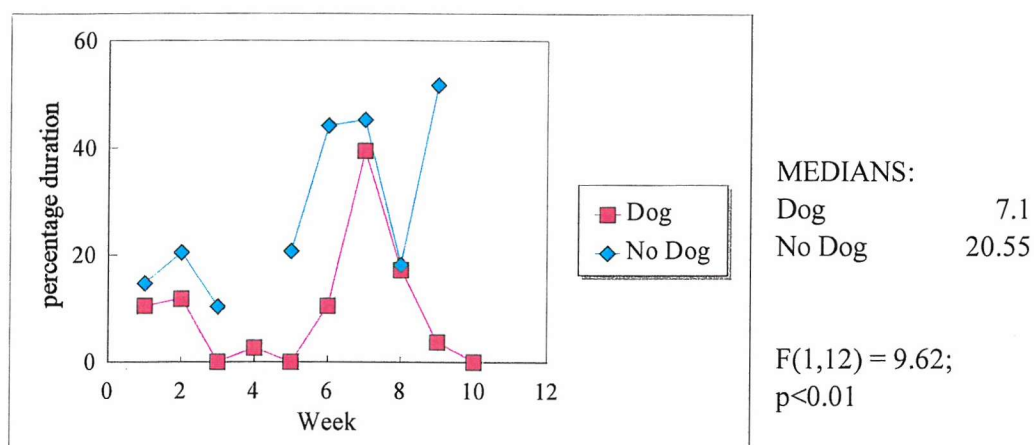 60
40
20
0
percentage duration
0 2 4 6 8 10 12
Week
Dog
No Dog
MEDIANS:
Dog 7.1
No Dog 20.55
F(1,12) = 9.62;
p<0.01